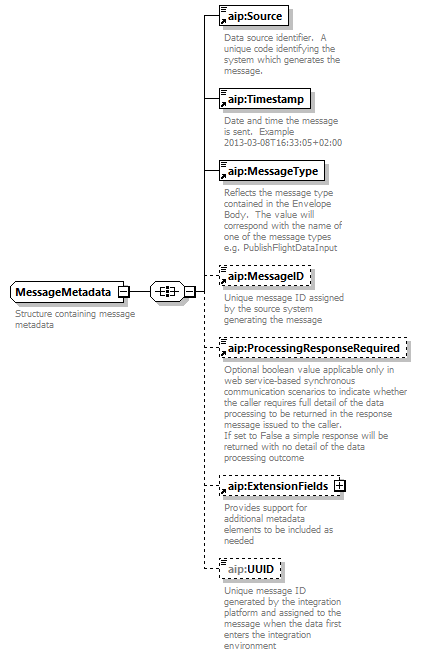 aip:Source
Data source identifier.  A
unique code identifying the
system which generates the
message.
aip:Timestamp
Date and time the message
is sent.  Example
2013-03-08T16:33:05+02:00
aip:MessageType
Reflects the message type
contained in the Envelope
Body.  The value will
correspond with the name of
one of the message types
e.g. PublishFlightDataInput
MessageMetadata
Structure containing message
metadata
aip:MessageID
Unique message ID assigned
by the source system
generating the message
aip:ProcessingResponseRequired
Optional boolean value applicable only in
web service-based synchronous
communication scenarios to indicate whether
the caller requires full detail of the data
processing to be returned in the response
message issued to the caller.
If set to False a simple response will be
returned with no detail of the data
processing outcome
aip:ExtensionFields
Provides support for
additional metadata
elements to be included as
needed
aip:UUID
Unique message ID
generated by the integration
platform and assigned to the
message when the data first
enters the integration
environment